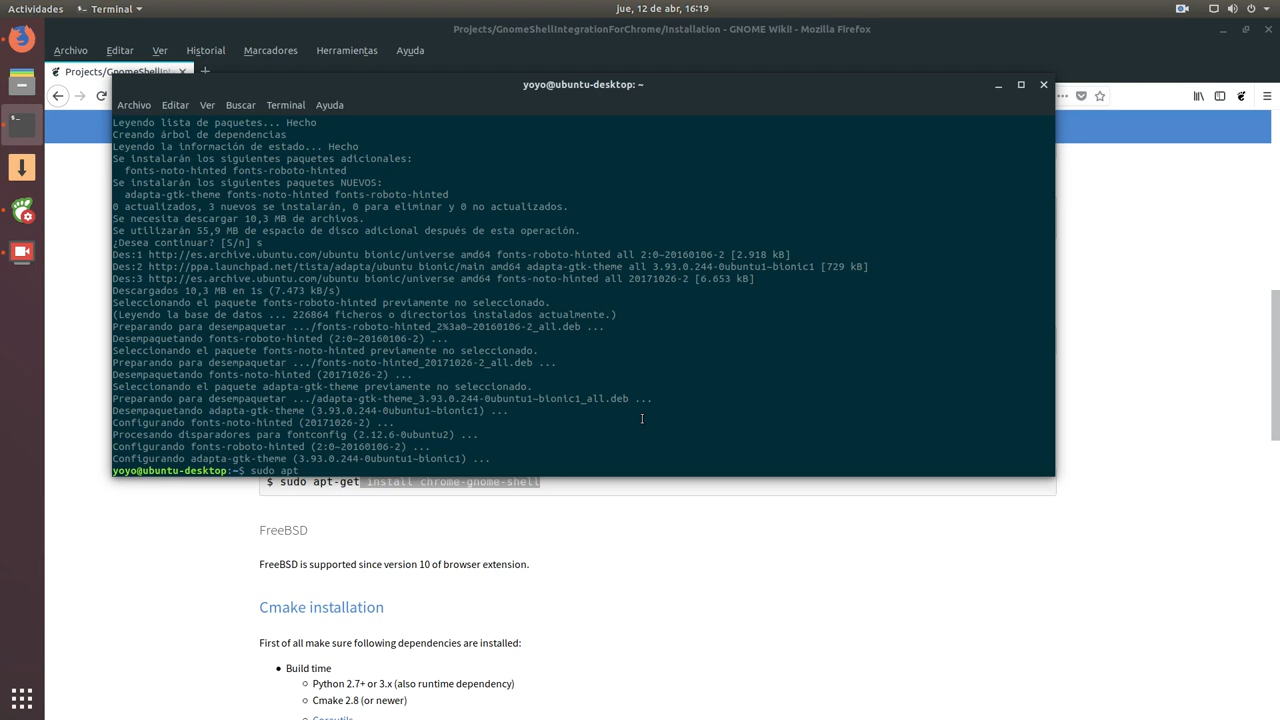 Actividades
Terminal
jue, 12 de abr, 16:19
Projects/GnomeShellIntegrationForChrome/Installation - GNOME Wiki! - Mozilla Firefox
Archivo Editar Ver Historial Marcadores Herramientas Ayuda
Projects/GnomeShellInt
yoyo@ubuntu-desktop: ~
Archivo Editar Ver Buscar Terminal Ayuda
Leyendo lista de paquetes... Hecho
Creando árbol de dependencias
Leyendo la información de estado... Hecho
Se instalarán los siguientes paquetes adicionales:
fonts-noto-hinted fonts-roboto-hinted
Se instalarán los siguientes paquetes NUEVOS:
adapta-gtk-theme fonts-noto-hinted fonts-roboto-hinted
0 actualizados, 3 nuevos se instalarán, 0 para eliminar y 0 no actualizados.
Se necesita descargar 10,3 MB de archivos.
Se utilizarán 55,9 MB de espacio de disco adicional después de esta operación.
¿Desea continuar? [S/n] s
Des:1 http://es.archive.ubuntu.com/ubuntu bionic/universe amd64 fonts-roboto-hinted all 2:0~20160106-2 [2.918 kB]
Des:2 http://ppa.launchpad.net/tista/adapta/ubuntu bionic/main amd64 adapta-gtk-theme all 3.93.0.244-0ubuntu1~bionic1 [729 kB]
Des:3 http://es.archive.ubuntu.com/ubuntu bionic/universe amd64 fonts-noto-hinted all 20171026-2 [6.653 kB]
Descargados 10,3 MB en 1s (7.473 kB/s)
Seleccionando el paquete fonts-roboto-hinted previamente no seleccionado.
(Leyendo la base de datos ... 226864 ficheros o directorios instalados actualmente.)
Preparando para desempaquetar .../fonts-roboto-hinted_2%3a0~20160106-2_all.deb ...
Desempaquetando fonts-roboto-hinted (2:0~20160106-2) ...
Seleccionando el paquete fonts-noto-hinted previamente no seleccionado.
Preparando para desempaquetar .../fonts-noto-hinted_20171026-2_all.deb ...
Desempaquetando fonts-noto-hinted (20171026-2) ...
Seleccionando el paquete adapta-gtk-theme previamente no seleccionado.
Preparando para desempaquetar .../adapta-gtk-theme_3.93.0.244-0ubuntu1~bionic1_all.deb ...
Desempaquetando adapta-gtk-theme (3.93.0.244-0ubuntu1~bionic1) ...
Configurando fonts-noto-hinted (20171026-2) ...
Procesando disparadores para fontconfig (2.12.6-0ubuntu2) ...
Configurando fonts-roboto-hinted (2:0~20160106-2) ...
Configurando adapta-gtk-theme (3.93.0.244-0ubuntu1~bionic1) ...
yoyo@ubuntu-desktop:~$ sudo apt
$ sudo apt-get install chrome-gnome-shell
FreeBSD
FreeBSD is supported since version 10 of browser extension.
Cmake installation
First of all make sure following dependencies are installed:
Build time
Python 2.7+ or 3.x (also runtime dependency)
Cmake 2.8 (or newer)
Coreutils